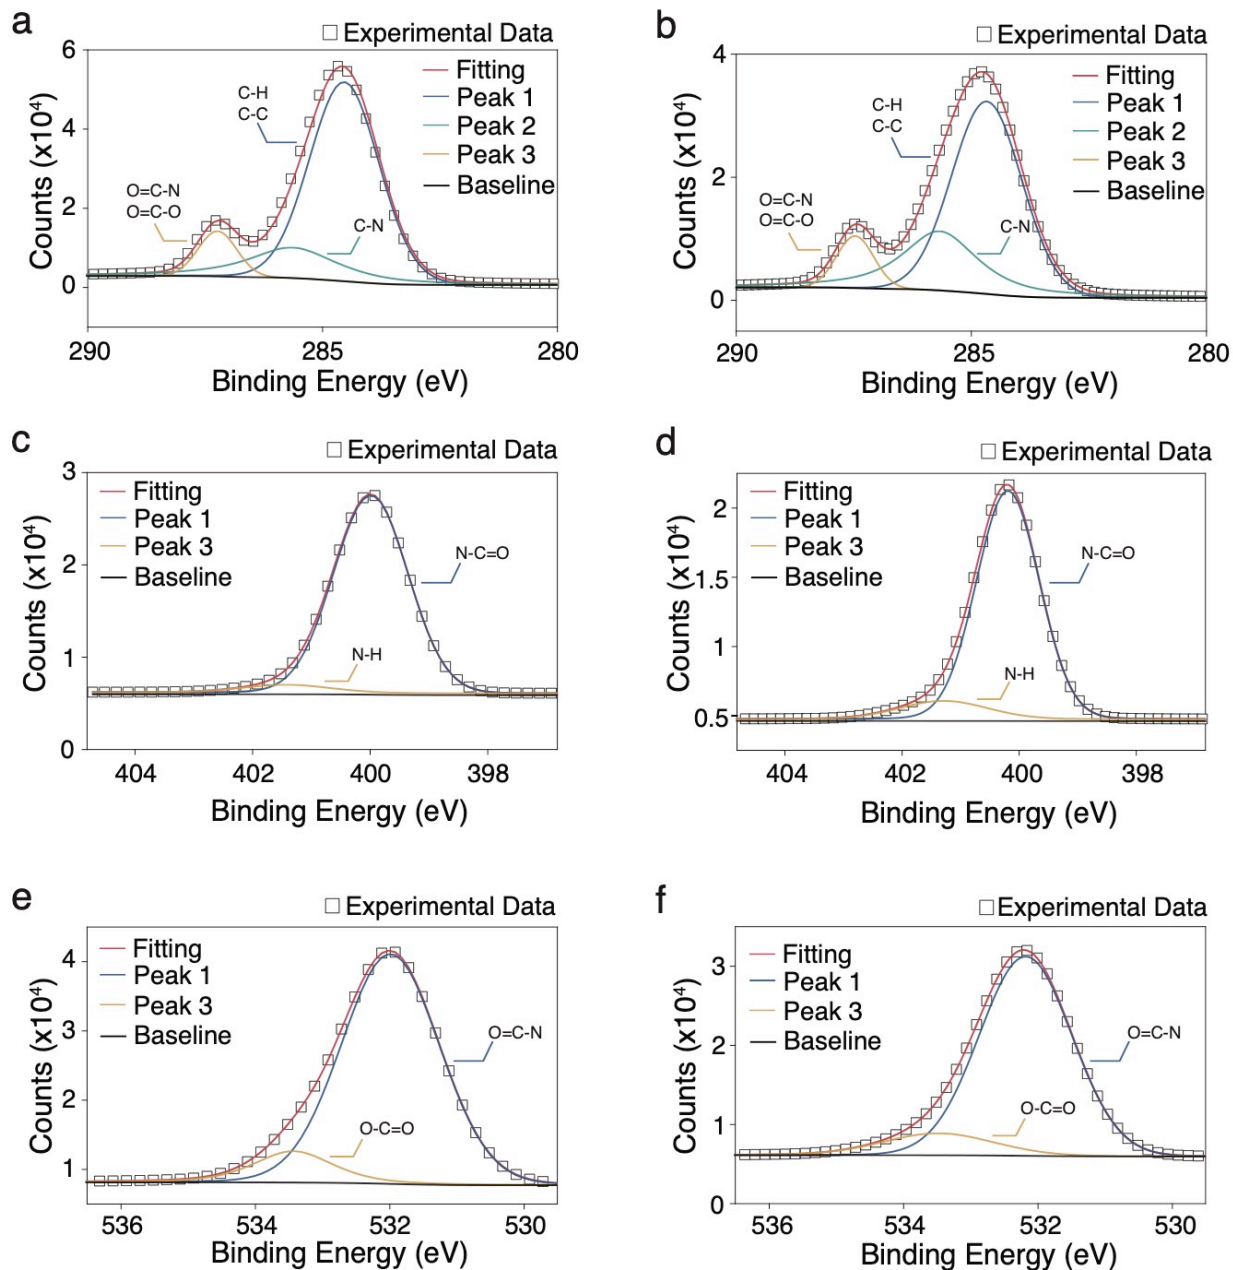 a
□ Experimental Data
6
4
2
0
Counts (x10⁴)
C-H
C-C
O=C-N
O=C-O
C-N
Fitting
Peak 1
Peak 2
Peak 3
Baseline
290
285
280
Binding Energy (eV)
b
□ Experimental Data
4
2
0
Counts (x10⁴)
C-H
C-C
O=C-N
O=C-O
C-N
Fitting
Peak 1
Peak 2
Peak 3
Baseline
290
285
280
Binding Energy (eV)
c
□ Experimental Data
3
2
1
0
Counts (x10⁴)
Fitting
Peak 1
Peak 3
Baseline
N-C=O
N-H
404
402
400
398
Binding Energy (eV)
d
□ Experimental Data
2
1.5
1
0.5
Counts (x10⁴)
Fitting
Peak 1
Peak 3
Baseline
N-C=O
N-H
404
402
400
398
Binding Energy (eV)
e
□ Experimental Data
4
3
2
1
Counts (x10⁴)
Fitting
Peak 1
Peak 3
Baseline
O=C-N
O-C=O
536
534
532
530
Binding Energy (eV)
f
□ Experimental Data
3
2
1
0
Counts (x10⁴)
Fitting
Peak 1
Peak 3
Baseline
O=C-N
O-C=O
536
534
532
530
Binding Energy (eV)